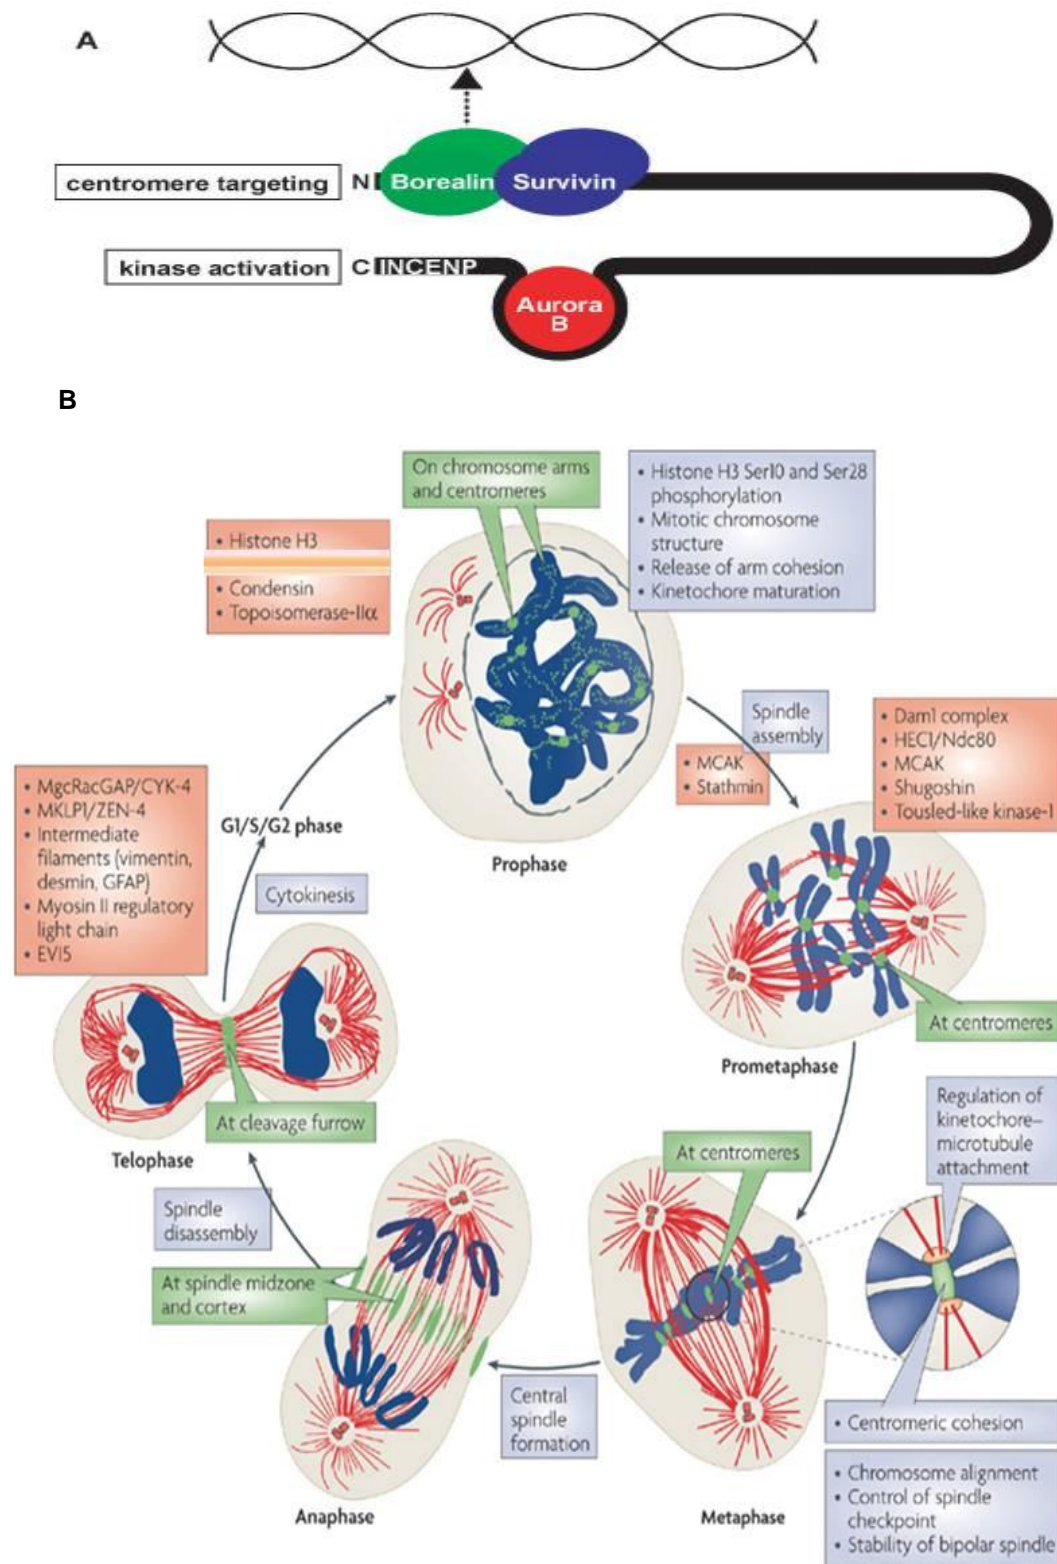 A
centromere targeting
N
Borealin
Survivin
kinase activation
C
INCENP
Aurora
B
B
On chromosome arms
and centromeres
• Histone H3 Ser10 and Ser28
phosphorylation
• Mitotic chromosome
structure
• Release of arm cohesion
• Kinetochore maturation
• Histone H3
• Condensin
• Topoisomerase-IIα
Prophase
Spindle
assembly
• MCAK
• Stathmin
• Dam1 complex
• HEC1/Ndc80
• MCAK
• Shugoshin
• Tousled-like kinase-1
At centromeres
Prometaphase
• MgcRacGAP/CYK-4
• MKLP1/ZEN-4
• Intermediate
filaments (vimentin,
desmin, GFAP)
• Myosin II regulatory
light chain
• EVI5
G1/S/G2 phase
Cytokinesis
At cleavage furrow
Telophase
Regulation of
kinetochore–
microtubule
attachment
At centromeres
Spindle
disassembly
At spindle midzone
and cortex
Central
spindle
formation
• Centromeric cohesion
• Chromosome alignment
• Control of spindle
checkpoint
• Stability of bipolar spindle
Anaphase
Metaphase